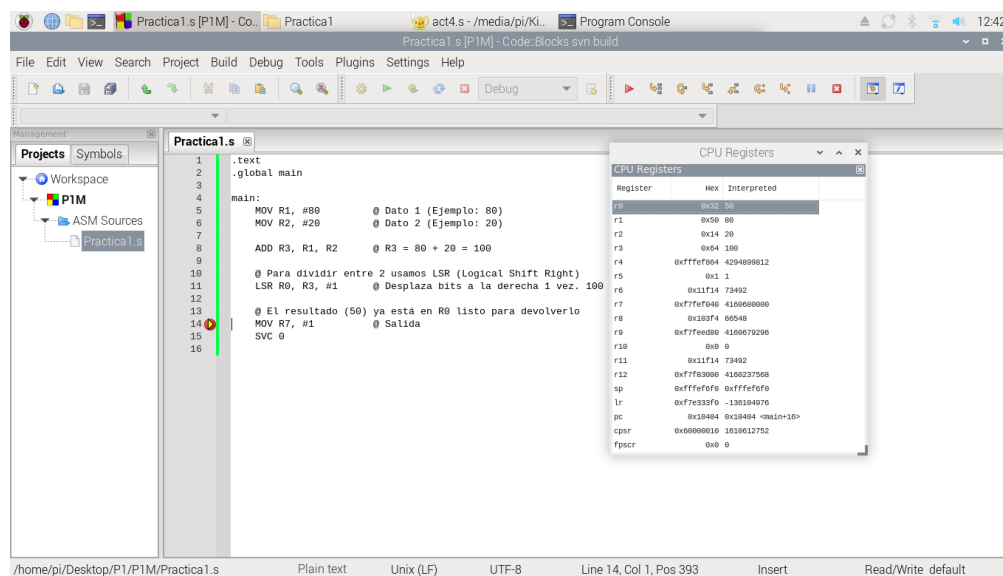 Practica1.s [P1M] - Co..
Practica1
act4.s - /media/pi/Ki..
Program Console
12:42
Practica1.s [P1M] - Code::Blocks svn build
File Edit View Search Project Build Debug Tools Plugins Settings Help
Debug
Management
Projects Symbols
Workspace
P1M
ASM Sources
Practica1.s
Practica1.s
1 .text
2 .global main
3
4 main:
5 MOV R1, #80 @ Dato 1 (Ejemplo: 80)
6 MOV R2, #20 @ Dato 2 (Ejemplo: 20)
7
8 ADD R3, R1, R2 @ R3 = 80 + 20 = 100
9
10 @ Para dividir entre 2 usamos LSR (Logical Shift Right)
11 LSR R0, R3, #1 @ Desplaza bits a la derecha 1 vez. 100
12
13 @ El resultado (50) ya está en R0 listo para devolverlo
14 MOV R7, #1 @ Salida
15 SVC 0
16
CPU Registers
CPU Registers
Register Hex Interpreted
r0 0x32 50
r1 0x50 80
r2 0x14 20
r3 0x64 100
r4 0xfffef864 4294899812
r5 0x1 1
r6 0x11f14 73492
r7 0xf7fef040 4160680000
r8 0x103f4 66548
r9 0xf7feed80 4160679296
r10 0x0 0
r11 0x11f14 73492
r12 0xf7f83000 4160237568
sp 0xfffef6f0 0xfffef6f0
lr 0xf7e333f0 -136104976
pc 0x10404 0x10404 <main+16>
cpsr 0x60000010 1610612752
fpscr 0x0 0
/home/pi/Desktop/P1/P1M/Practica1.s
Plain text
Unix (LF)
UTF-8
Line 14, Col 1, Pos 393
Insert
Read/Write default